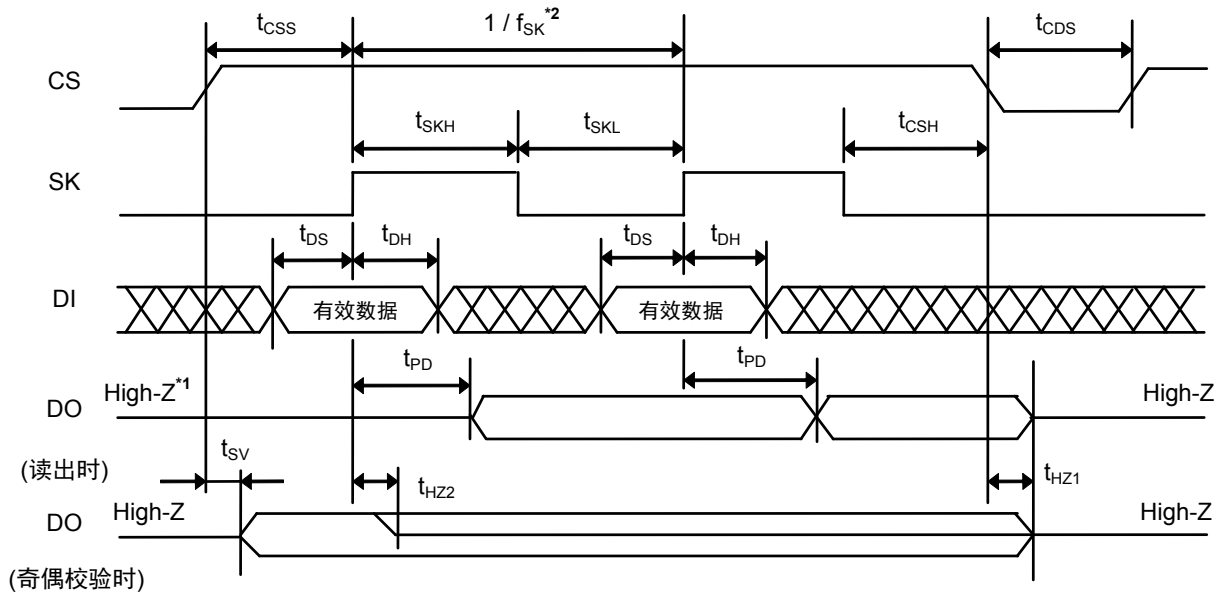 tCSS
1 / fSK*2
tCDS
CS
tSKH
tSKL
tCSH
SK
tDS
tDH
tDS
tDH
DI
有效数据
有效数据
tPD
tPD
High-Z*1
High-Z
DO
(读出时)
tSV
tHZ2
tHZ1
High-Z
High-Z
DO
(奇偶校验时)